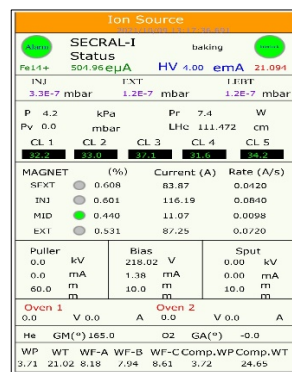 Ion Source
Alarm SECRAL-I baking
Status
Fe14+ 504.96 eμA HV 4.00 emA 21.094
INJ EXT LEBT
3.3E-7 mbar 1.2E-7 mbar 1.2E-7 mbar
P 4.2 kPa Pr 7.4 W
Pv 0.0 mbar LHe 111.472 cm
CL 1 CL 2 CL 3 CL 4 CL 5
32.2 33.0 37.1 31.6 34.2
MAGNET (%) Current (A) Rate (A/s)
SEXT 0.608 83.87 0.0420
INJ 0.601 116.19 0.0840
MID 0.440 11.07 0.0098
EXT 0.531 87.25 0.0720
Puller Bias Sput
0.0 kV 218.02 V 0.00 kV
0.0 mA 1.38 mA 0.00 mA
60.0 m m 10.0 m m 10.0 m m
Oven 1 Oven 2
0.0 V 0.0 A 0.0 V 0.0 A
He GM(°) 165.0 O2 GA(°) -0.0
WP WT WF-A WF-B WF-C Comp.WP Comp.WT
3.71 21.02 8.18 7.94 8.61 3.72 24.65